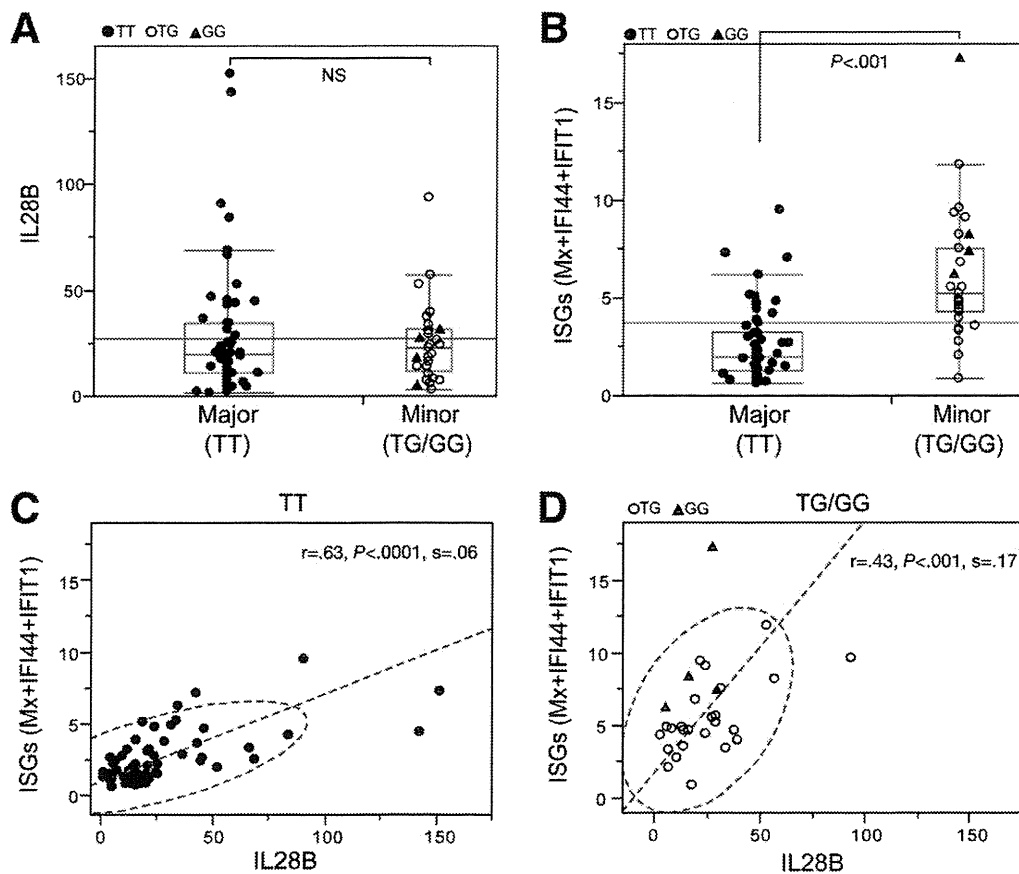 A
●TT ○TG ▲GG
NS
IL28B
150
100
50
0
Major
(TT)
Minor
(TG/GG)
B
●TT ○TG ▲GG
P<.001
ISGs (Mx+IFI44+IFIT1)
15
10
5
0
Major
(TT)
Minor
(TG/GG)
C
TT
r=.63, P<.0001, s=.06
ISGs (Mx+IFI44+IFIT1)
15
10
5
0
0
50
100
150
IL28B
D
TG/GG
○TG ▲GG
r=.43, P<.001, s=.17
ISGs (Mx+IFI44+IFIT1)
15
10
5
0
0
50
100
150
IL28B